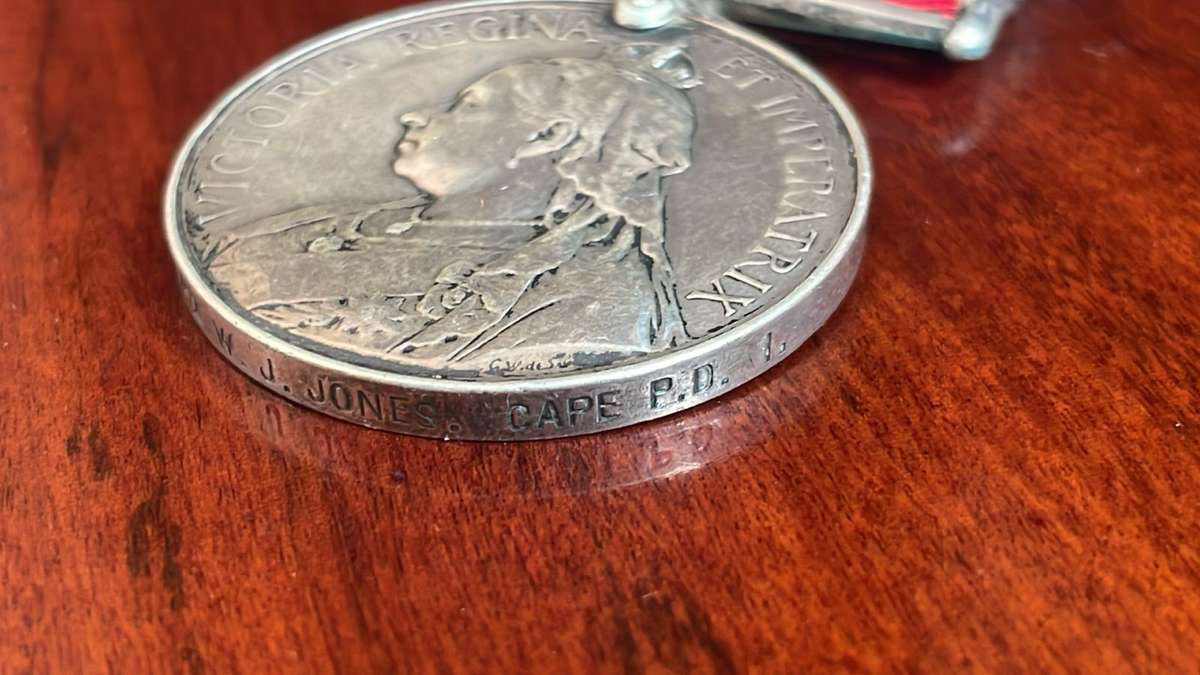 VICTORIA REGINA ET IMPERATRIX
W. J. JONES. CAPE P.D. 1.